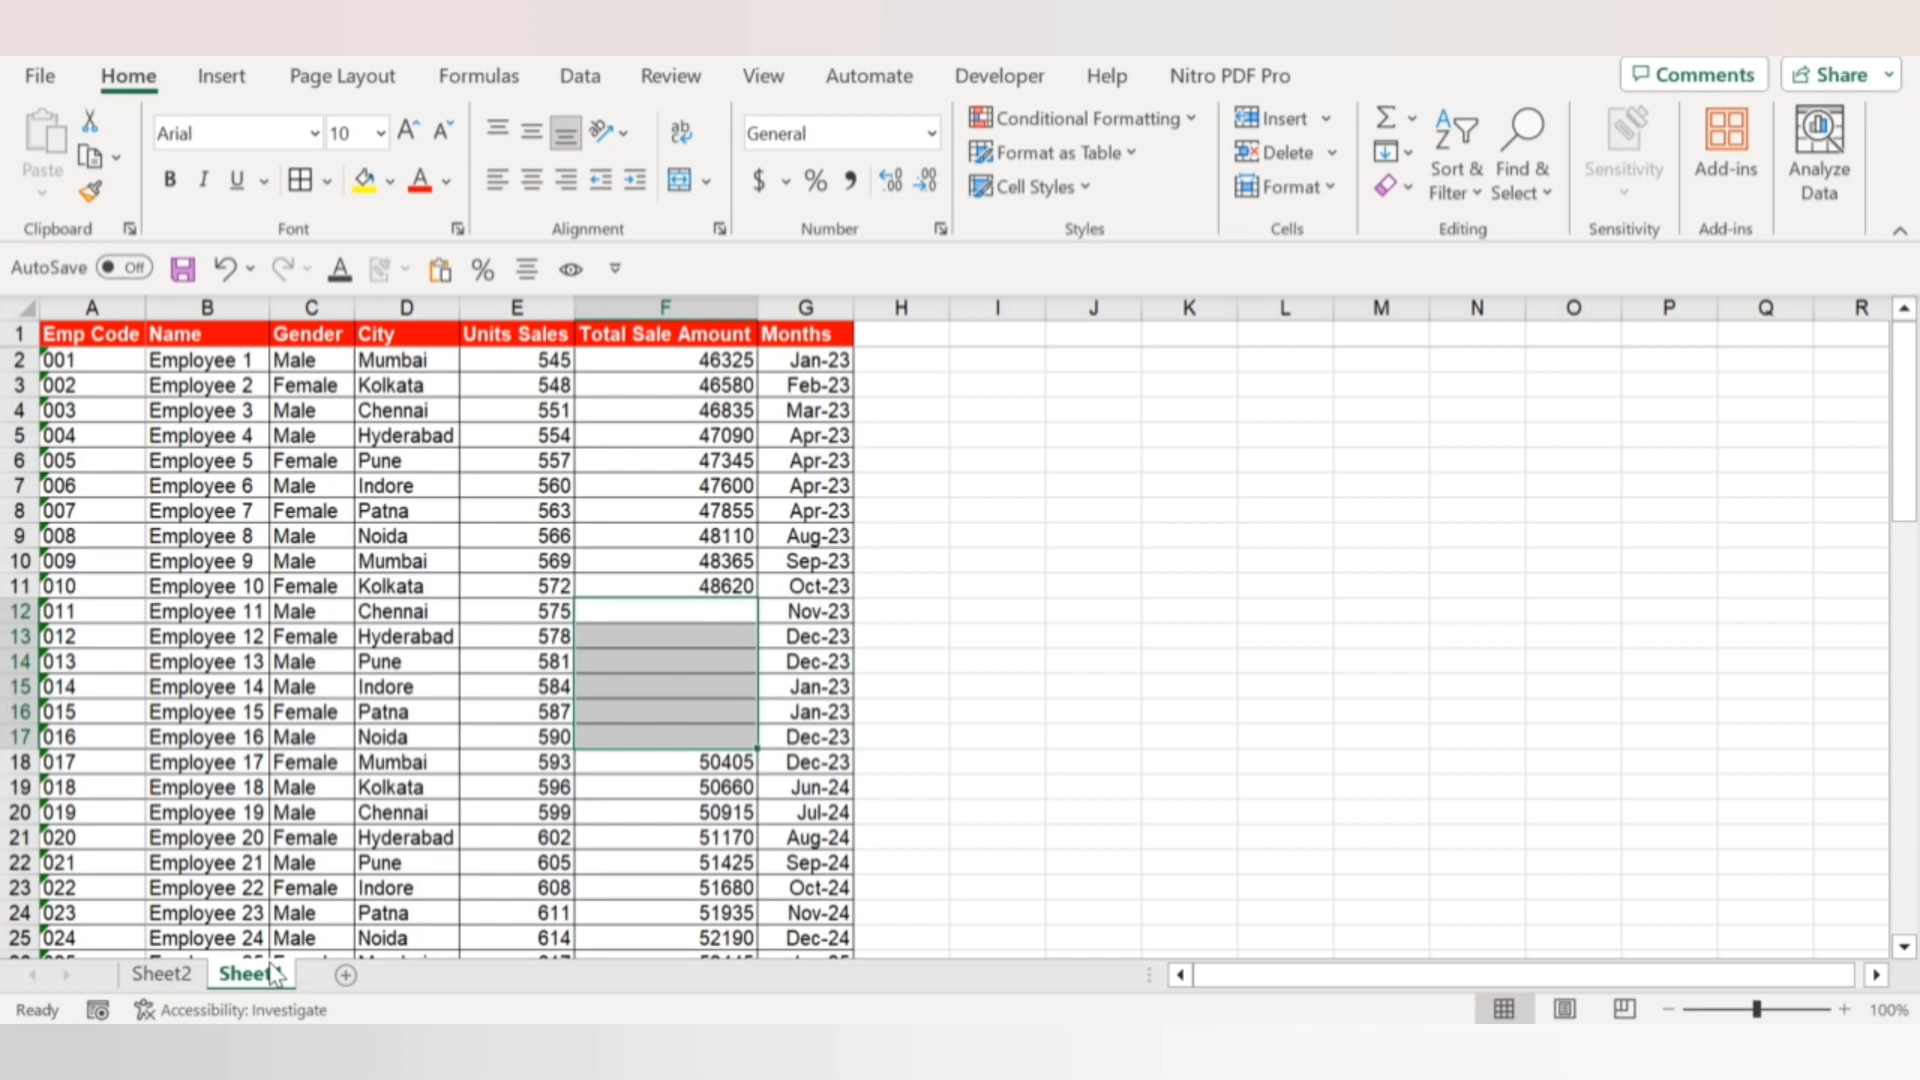 File Home Insert Page Layout Formulas Data Review View Automate Developer Help Nitro PDF Pro Comments Share
Paste Arial 10 General Conditional Formatting Format as Table Cell Styles Insert Delete Format Sort & Filter Find & Select Sensitivity Add-ins Analyze Data
Clipboard Font Alignment Number Styles Cells Editing Sensitivity Add-ins
AutoSave Off
A B C D E F G H I J K L M N O P Q R
1 Emp Code Name Gender City Units Sales Total Sale Amount Months
2 001 Employee 1 Male Mumbai 545 46325 Jan-23
3 002 Employee 2 Female Kolkata 548 46580 Feb-23
4 003 Employee 3 Male Chennai 551 46835 Mar-23
5 004 Employee 4 Male Hyderabad 554 47090 Apr-23
6 005 Employee 5 Female Pune 557 47345 Apr-23
7 006 Employee 6 Male Indore 560 47600 Apr-23
8 007 Employee 7 Female Patna 563 47855 Apr-23
9 008 Employee 8 Male Noida 566 48110 Aug-23
10 009 Employee 9 Male Mumbai 569 48365 Sep-23
11 010 Employee 10 Female Kolkata 572 48620 Oct-23
12 011 Employee 11 Male Chennai 575 Nov-23
13 012 Employee 12 Female Hyderabad 578 Dec-23
14 013 Employee 13 Male Pune 581 Dec-23
15 014 Employee 14 Male Indore 584 Jan-23
16 015 Employee 15 Female Patna 587 Jan-23
17 016 Employee 16 Male Noida 590 Dec-23
18 017 Employee 17 Female Mumbai 593 50405 Dec-23
19 018 Employee 18 Male Kolkata 596 50660 Jun-24
20 019 Employee 19 Male Chennai 599 50915 Jul-24
21 020 Employee 20 Female Hyderabad 602 51170 Aug-24
22 021 Employee 21 Male Pune 605 51425 Sep-24
23 022 Employee 22 Female Indore 608 51680 Oct-24
24 023 Employee 23 Male Patna 611 51935 Nov-24
25 024 Employee 24 Male Noida 614 52190 Dec-24
Sheet2
Ready Accessibility: Investigate 100%